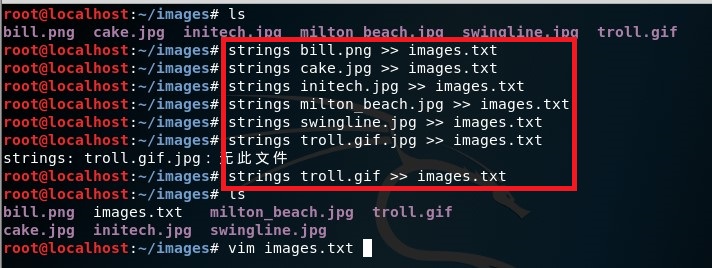 root@localhost:~/images# ls
bill.png cake.jpg initech.jpg milton_beach.jpg swingline.jpg troll.gif
root@localhost:~/images# strings bill.png >> images.txt
root@localhost:~/images# strings cake.jpg >> images.txt
root@localhost:~/images# strings initech.jpg >> images.txt
root@localhost:~/images# strings milton_beach.jpg >> images.txt
root@localhost:~/images# strings swingline.jpg >> images.txt
root@localhost:~/images# strings troll.gif.jpg >> images.txt
strings: troll.gif.jpg：无此文件
root@localhost:~/images# strings troll.gif >> images.txt
root@localhost:~/images# ls
bill.png images.txt milton_beach.jpg troll.gif
cake.jpg initech.jpg swingline.jpg
root@localhost:~/images# vim images.txt